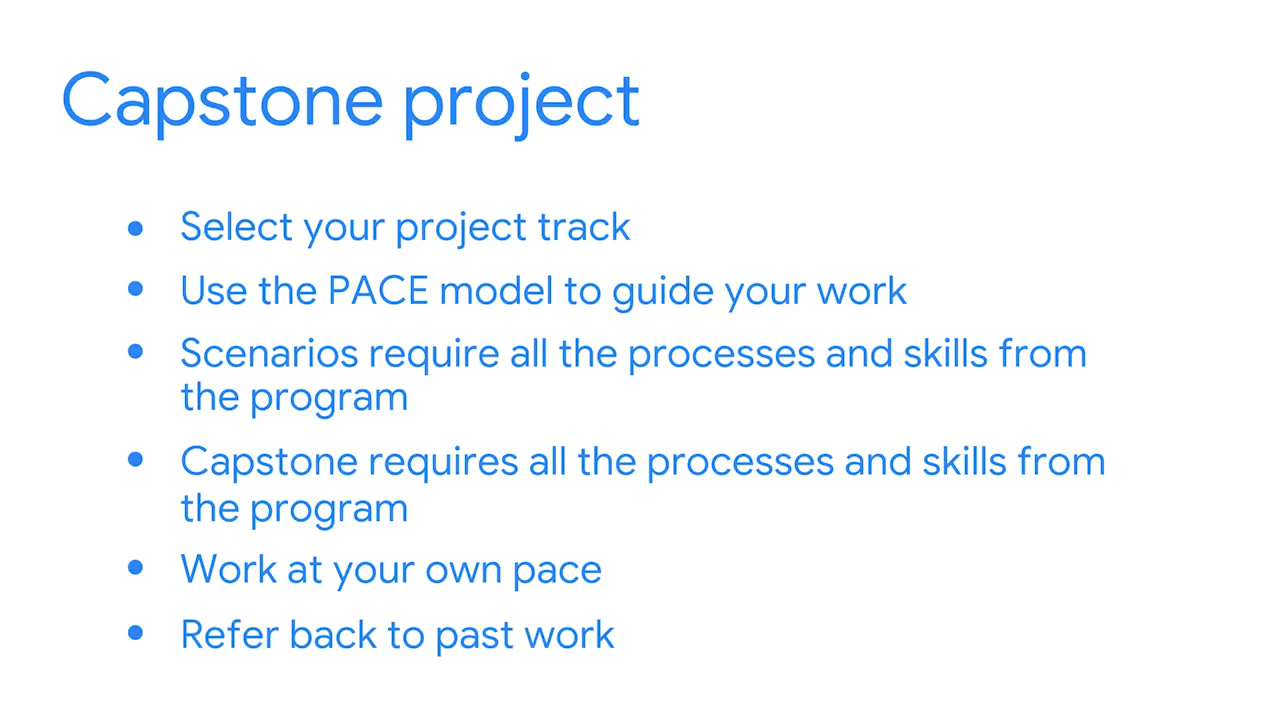 Capstone project
• Select your project track
• Use the PACE model to guide your work
• Scenarios require all the processes and skills from
the program
• Capstone requires all the processes and skills from
the program
• Work at your own pace
• Refer back to past work